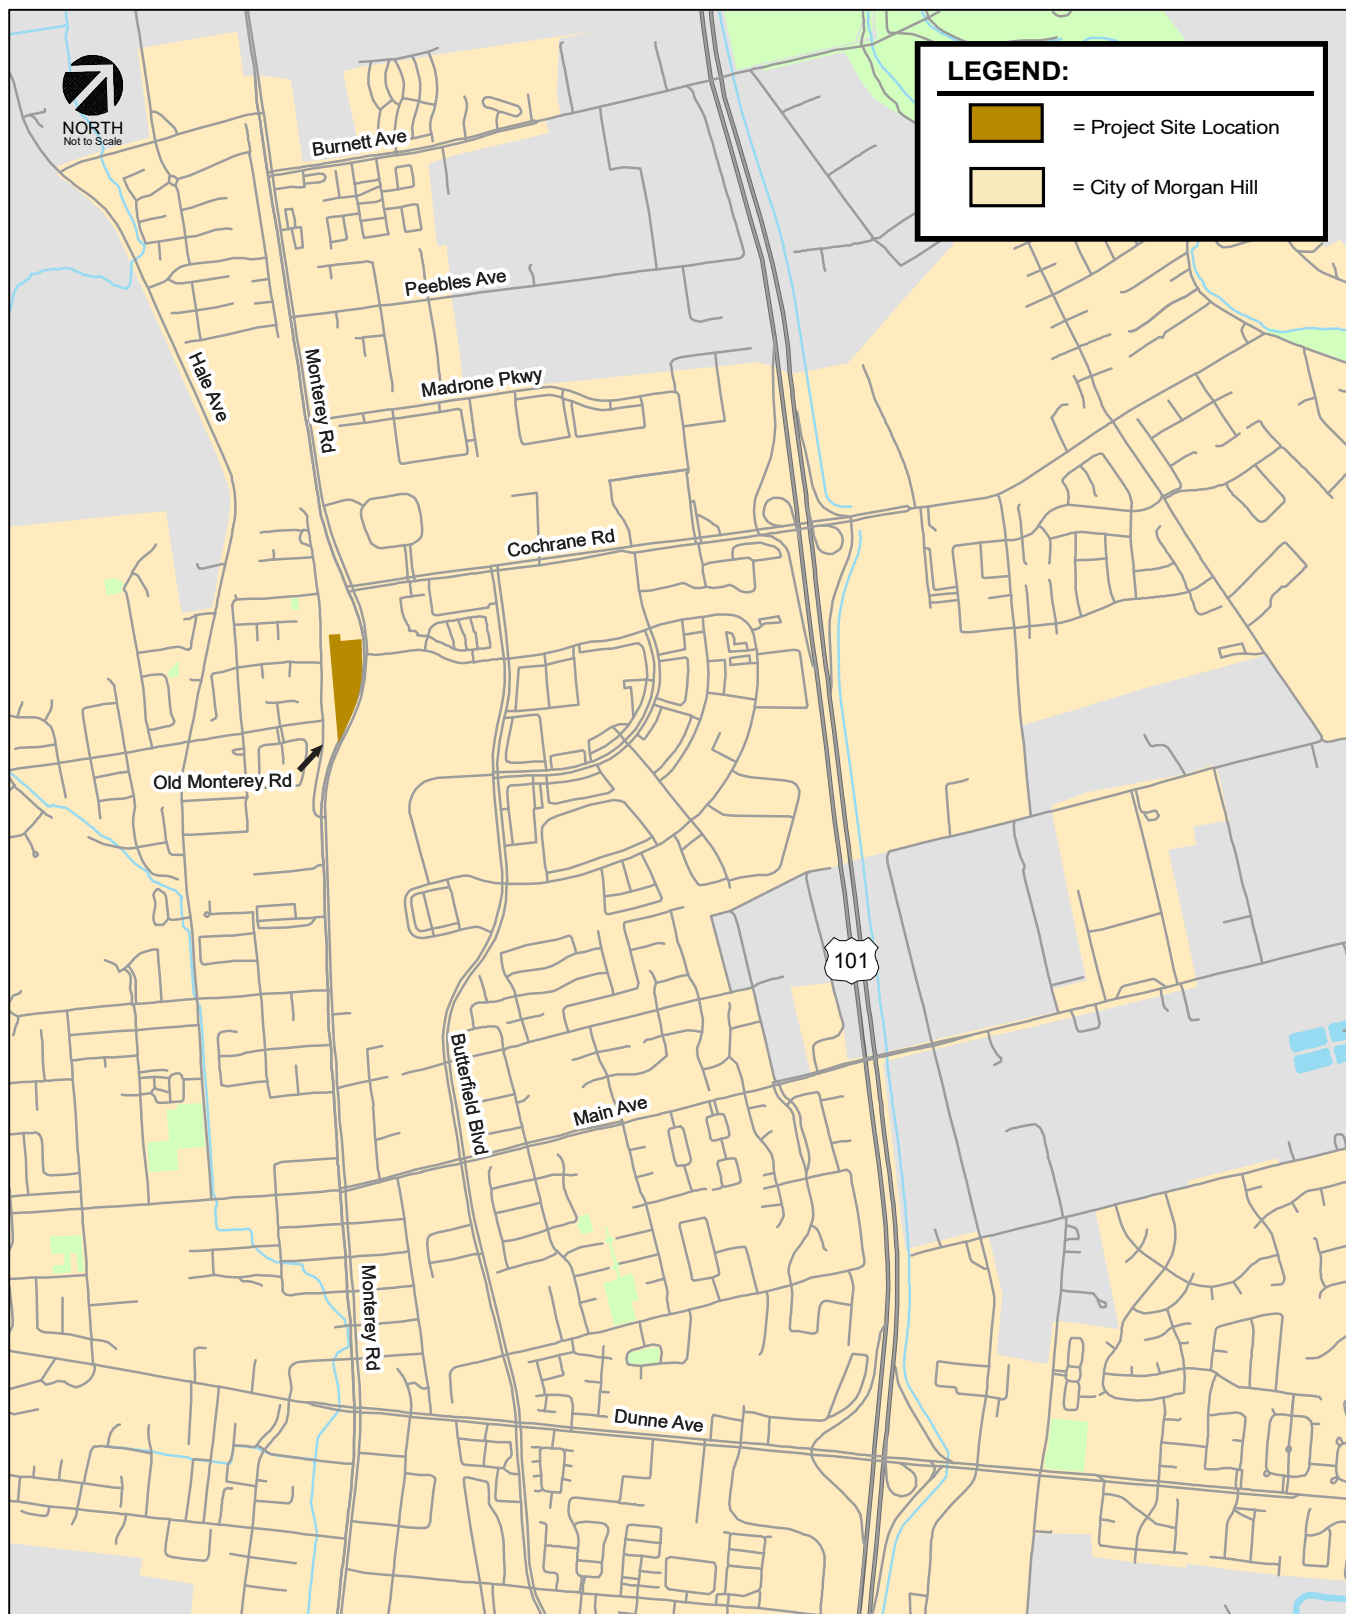 LEGEND:
= Project Site Location
= City of Morgan Hill
NORTH
Not to Scale
Burnett Ave
Peebles Ave
Hale Ave
Monterey Rd
Madrone Pkwy
Cochrane Rd
Old Monterey Rd
101
Butterfield Blvd
Main Ave
Monterey Rd
Dunne Ave